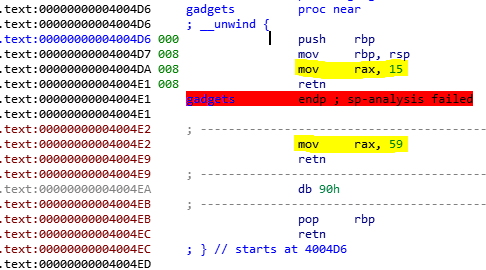 .text:00000000004004D6 gadgets proc near
.text:00000000004004D6 ; __unwind {
.text:00000000004004D6 000 push rbp
.text:00000000004004D7 008 mov rbp, rsp
.text:00000000004004DA 008 mov rax, 15
.text:00000000004004E1 008 retn
.text:00000000004004E1 gadgets endp ; sp-analysis failed
.text:00000000004004E1
.text:00000000004004E2 ; ---------------------------------------
.text:00000000004004E2 mov rax, 59
.text:00000000004004E9 retn
.text:00000000004004E9 ; ---------------------------------------
.text:00000000004004EA db 90h
.text:00000000004004EB ; ---------------------------------------
.text:00000000004004EB pop rbp
.text:00000000004004EC retn
.text:00000000004004EC ; } // starts at 4004D6
.text:00000000004004ED